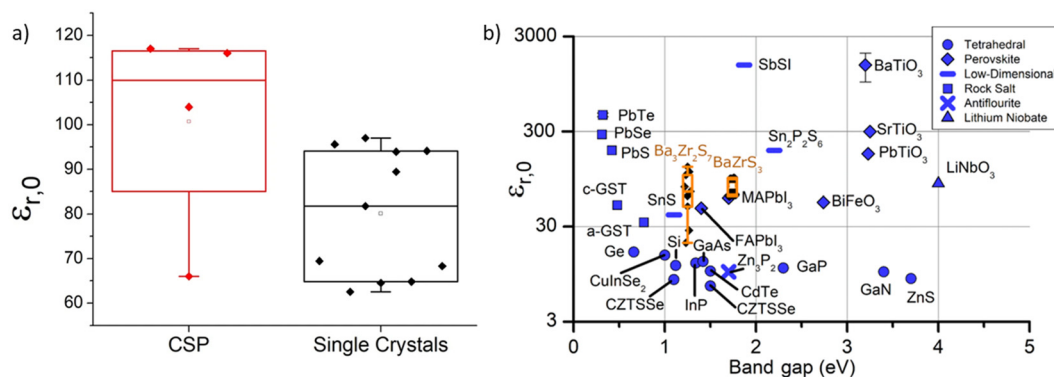 a)
ε_r,0
120
110
100
90
80
70
60
CSP
Single Crystals
b)
ε_r,0
3000
300
30
3
0
1
2
3
4
5
Band gap (eV)
Tetrahedral
Perovskite
Low-Dimensional
Rock Salt
Antiflourite
Lithium Niobate
SbSI
BaTiO₃
PbTe
PbSe
PbS
Sn₂P₂S₆
SrTiO₃
PbTiO₃
Ba₃Zr₂S₇
BaZrS₃
LiNbO₃
c-GST
SnS
MAPbI₃
BiFeO₃
a-GST
FAPbI₃
Ge
Si
GaAs
Zn₃P₂
GaP
CuInSe₂
CdTe
GaN
ZnS
CZTSSe
InP
CZTSSe